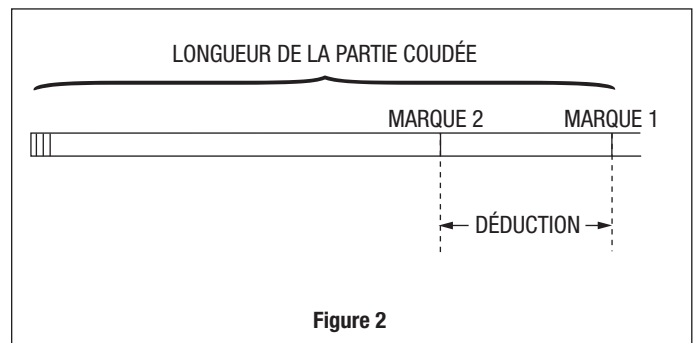 LONGUEUR DE LA PARTIE COUDÉE
MARQUE 2 MARQUE 1
DÉDUCTION
Figure 2